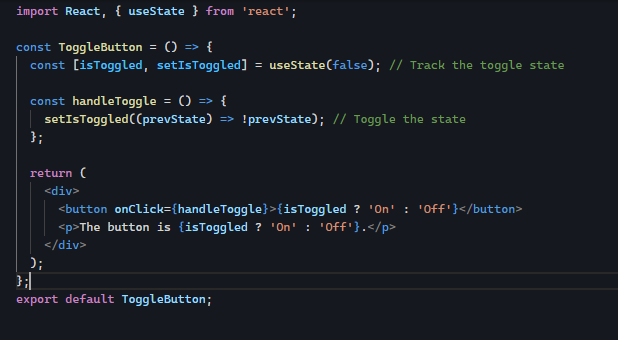 import React, { useState } from 'react';
const ToggleButton = () => {
const [isToggled, setIsToggled] = useState(false); // Track the toggle state
const handleToggle = () => {
setIsToggled((prevState) => !prevState); // Toggle the state
};
return (
<div>
<button onClick={handleToggle}>{isToggled ? 'On' : 'Off'}</button>
<p>The button is {isToggled ? 'On' : 'Off'}.</p>
</div>
);
};
export default ToggleButton;